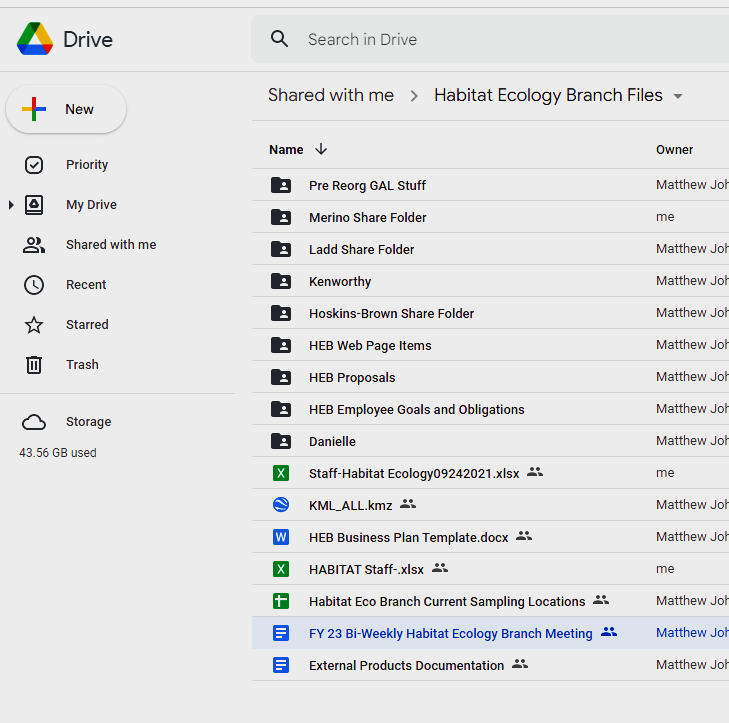 Drive
Search in Drive
New
Shared with me > Habitat Ecology Branch Files
Priority
My Drive
Shared with me
Recent
Starred
Trash
Storage
43.56 GB used
Name Owner
Pre Reorg GAL Stuff Matthew Joh
Merino Share Folder me
Ladd Share Folder Matthew Joh
Kenworthy Matthew Joh
Hoskins-Brown Share Folder Matthew Joh
HEB Web Page Items Matthew Joh
HEB Proposals Matthew Joh
HEB Employee Goals and Obligations Matthew Joh
Danielle Matthew Joh
Staff-Habitat Ecology09242021.xlsx me
KML_ALL.kmz Matthew Joh
HEB Business Plan Template.docx Matthew Joh
HABITAT Staff-.xlsx me
Habitat Eco Branch Current Sampling Locations Matthew Joh
FY 23 Bi-Weekly Habitat Ecology Branch Meeting Matthew Joh
External Products Documentation Matthew Joh